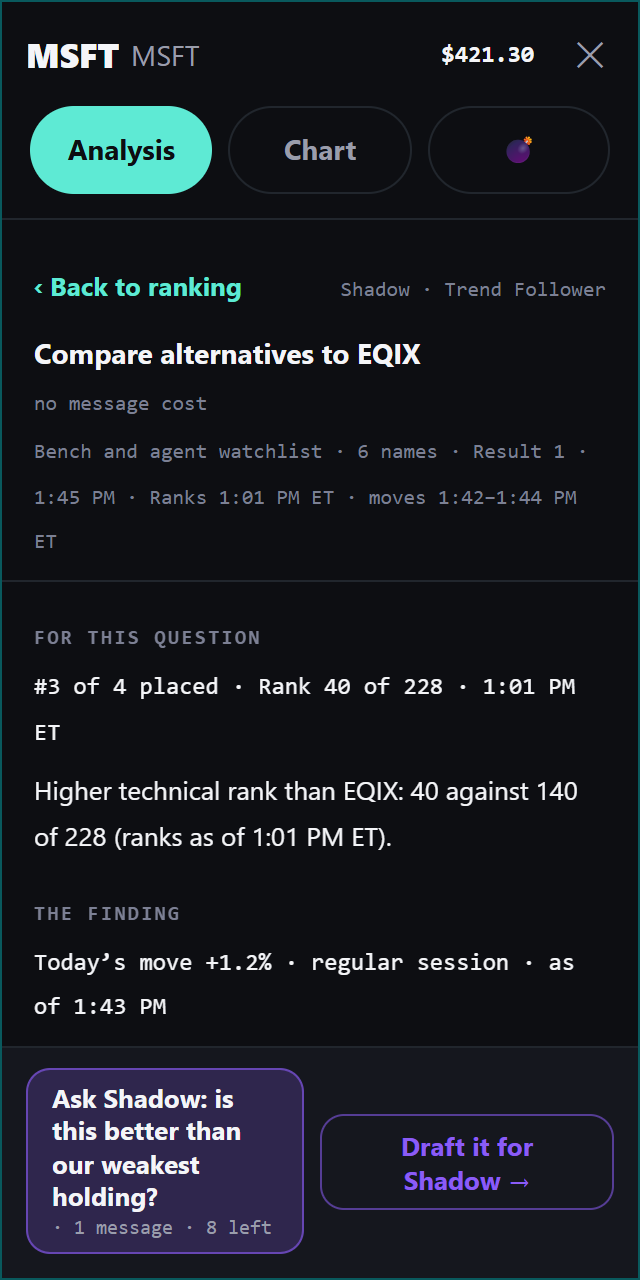 MSFT MSFT $421.30
Analysis Chart
‹ Back to ranking Shadow · Trend Follower
Compare alternatives to EQIX
no message cost
Bench and agent watchlist · 6 names · Result 1 ·
1:45 PM · Ranks 1:01 PM ET · moves 1:42–1:44 PM
ET
FOR THIS QUESTION
#3 of 4 placed · Rank 40 of 228 · 1:01 PM
ET
Higher technical rank than EQIX: 40 against 140
of 228 (ranks as of 1:01 PM ET).
THE FINDING
Today’s move +1.2% · regular session · as
of 1:43 PM
Ask Shadow: is
this better than
our weakest
holding?
· 1 message · 8 left
Draft it for
Shadow →